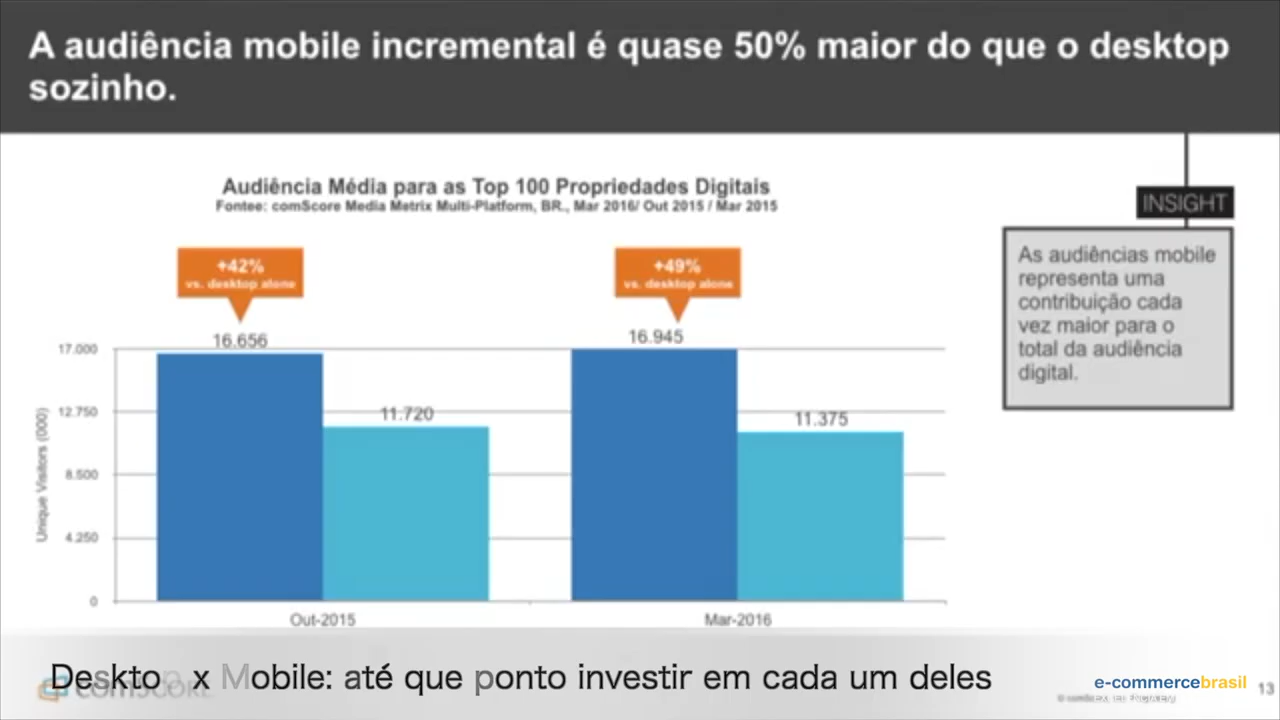 A audiência mobile incremental é quase 50% maior do que o desktop
sozinho.
Audiência Média para as Top 100 Propriedades Digitais
Fontee: comScore Media Metrix Multi-Platform, BR., Mar 2016/ Out 2015 / Mar 2015
INSIGHT
As audiências mobile
representa uma
contribuição cada
vez maior para o
total da audiência
digital.
+42%
vs. desktop alone
+49%
vs. desktop alone
16.656
16.945
17.000
11.720
12.750
11.375
8.500
4.250
0
Unique Visitors (000)
Out-2015
Mar-2016
Desktop x Mobile: até que ponto investir em cada um deles
comSCORE
e-commercebrasil
13